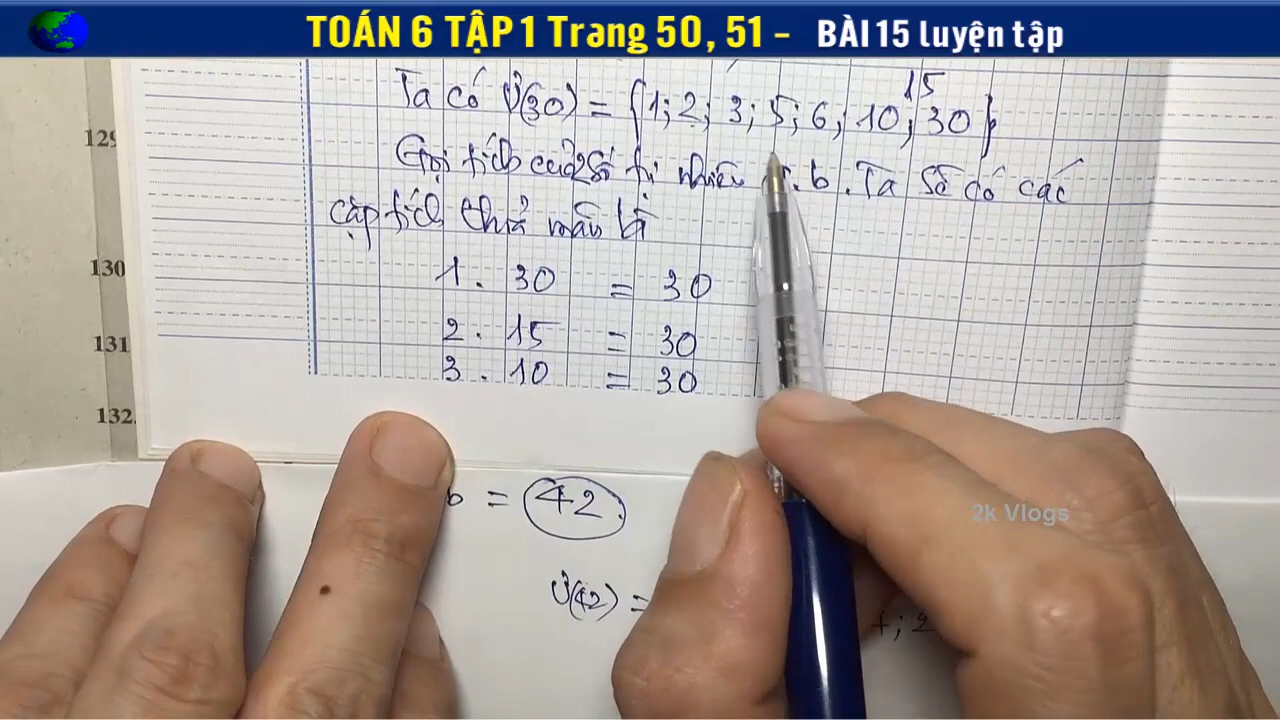 TOÁN 6 TẬP 1 Trang 50, 51 - BÀI 15 luyện tập
15
Ta có Ư(30) = {1; 2; 3; 5; 6; 10; 30}
Gọi tích của 2 số tự nhiên . b . Ta sẽ có các
cặp tích thỏa mãn là
1 . 30 = 30
2 . 15 = 30
3 . 10 = 30
129
130
131
132.
b = 42.
2k Vlogs
Ư(42) =
; 2